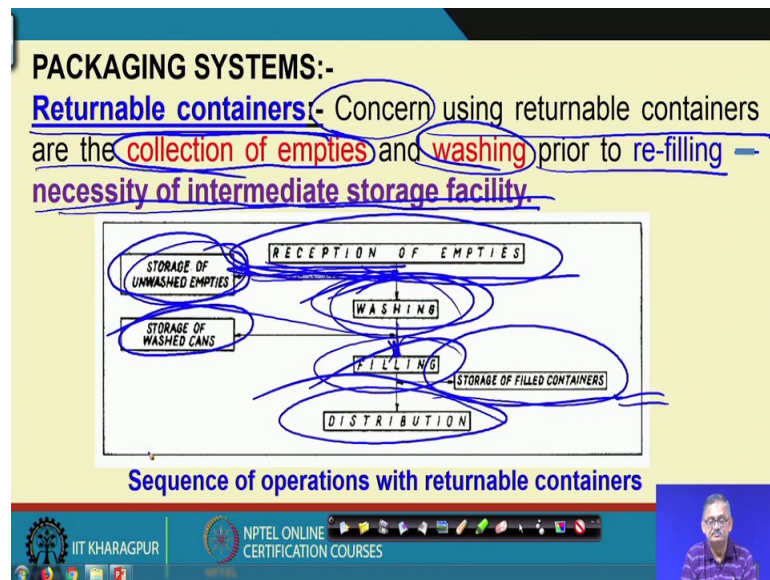 PACKAGING SYSTEMS:-
Returnable containers:- Concern using returnable containers
are the collection of empties and washing prior to re-filling –
necessity of intermediate storage facility.
RECEPTION OF EMPTIES
STORAGE OF
UNWASHED EMPTIES
WASHING
STORAGE OF
WASHED CANS
FILLING
STORAGE OF FILLED CONTAINERS
DISTRIBUTION
Sequence of operations with returnable containers
IIT KHARAGPUR
NPTEL ONLINE
CERTIFICATION COURSES